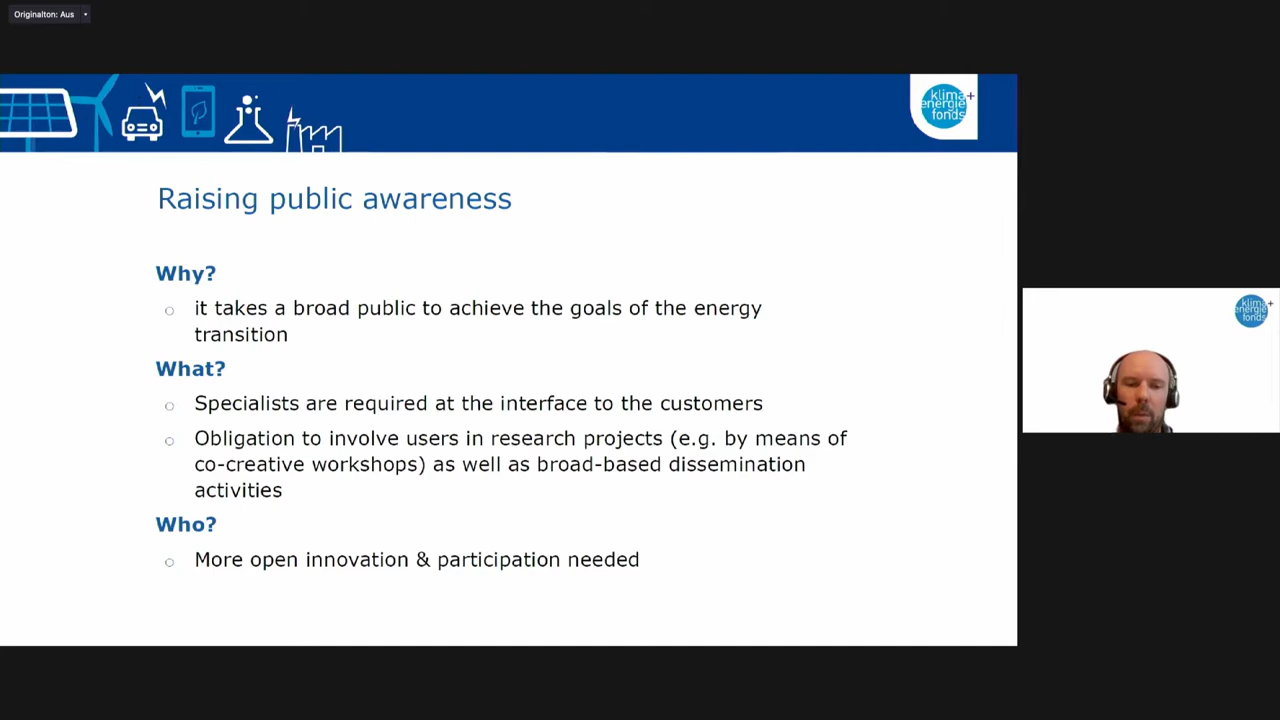 Originalton: Aus
klima+
energie
fonds
Raising public awareness
Why?
it takes a broad public to achieve the goals of the energy
transition
What?
Specialists are required at the interface to the customers
Obligation to involve users in research projects (e.g. by means of
co-creative workshops) as well as broad-based dissemination
activities
Who?
More open innovation & participation needed
klima+
energie
fonds